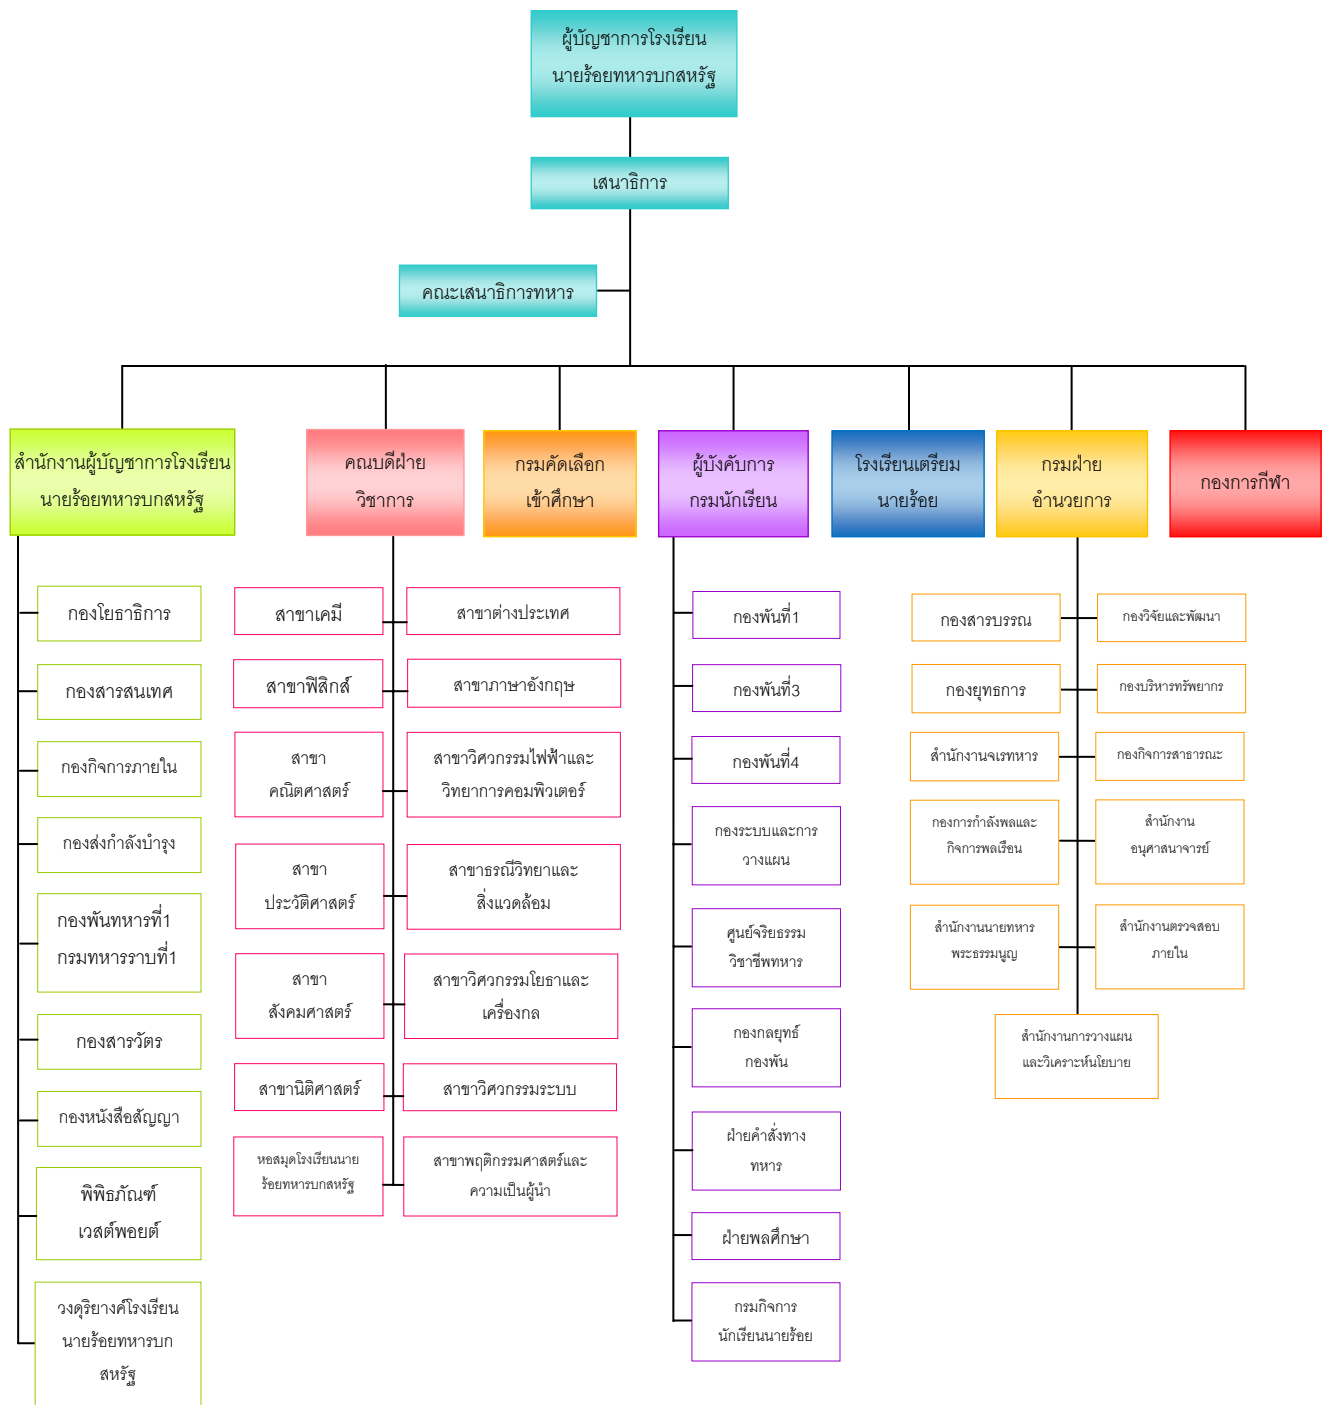 ผู้บัญชาการโรงเรียน
นายร้อยทหารบกสหรัฐ
เสนาธิการ
คณะเสนาธิการทหาร
สำนักงานผู้บัญชาการโรงเรียน
นายร้อยทหารบกสหรัฐ
คณบดีฝ่าย
วิชาการ
กรมคัดเลือก
เข้าศึกษา
ผู้บังคับการ
กรมนักเรียน
โรงเรียนเตรียม
นายร้อย
กรมฝ่าย
อำนวยการ
กองการกีฬา
กองโยธาธิการ
กองสารสนเทศ
กองกิจการภายใน
กองส่งกำลังบำรุง
กองพันทหารที่1
กรมทหารราบที่1
กองสารวัตร
กองหนังสือสัญญา
พิพิธภัณฑ์
เวสต์พอยต์
วงดุริยางค์โรงเรียน
นายร้อยทหารบก
สหรัฐ
สาขาเคมี
สาขาต่างประเทศ
สาขาฟิสิกส์
สาขาภาษาอังกฤษ
สาขา
คณิตศาสตร์
สาขาวิศวกรรมไฟฟ้าและ
วิทยาการคอมพิวเตอร์
สาขา
ประวัติศาสตร์
สาขาธรณีวิทยาและ
สิ่งแวดล้อม
สาขา
สังคมศาสตร์
สาขาวิศวกรรมโยธาและ
เครื่องกล
สาขานิติศาสตร์
สาขาวิศวกรรมระบบ
หอสมุดโรงเรียนนาย
ร้อยทหารบกสหรัฐ
สาขาพฤติกรรมศาสตร์และ
ความเป็นผู้นำ
กองพันที่1
กองพันที่3
กองพันที่4
กองระบบและการ
วางแผน
ศูนย์จริยธรรม
วิชาชีพทหาร
กองกลยุทธ์
กองพัน
ฝ่ายคำสั่งทาง
ทหาร
ฝ่ายพลศึกษา
กรมกิจการ
นักเรียนนายร้อย
กองสารบรรณ
กองวิจัยและพัฒนา
กองยุทธการ
กองบริหารทรัพยากร
สำนักงานจเรทหาร
กองกิจการสาธารณะ
กองการกำลังพลและ
กิจการพลเรือน
สำนักงาน
อนุศาสนาจารย์
สำนักงานนายทหาร
พระธรรมนูญ
สำนักงานตรวจสอบ
ภายใน
สำนักงานการวางแผน
และวิเคราะห์นโยบาย